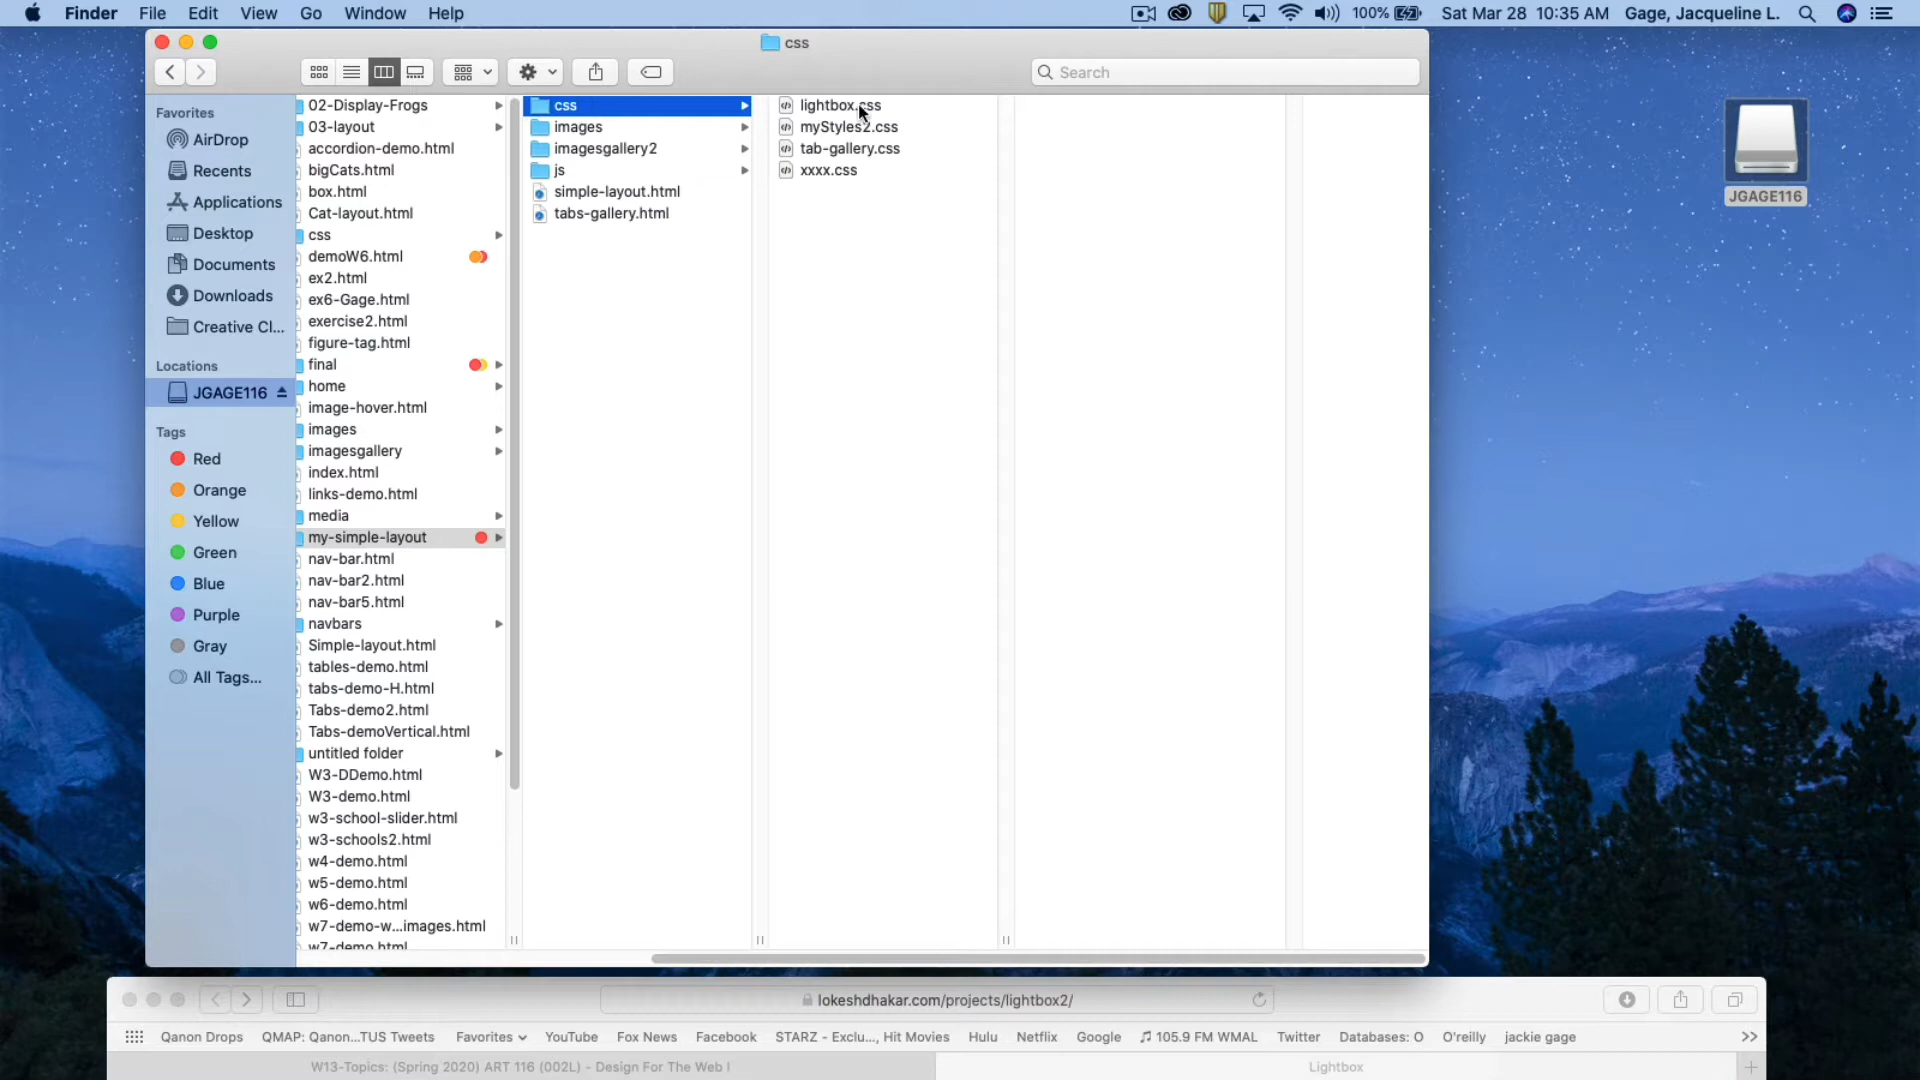 Finder File Edit View Go Window Help 100% Sat Mar 28 10:35 AM Gage, Jacqueline L.
css
Search
Favorites
AirDrop
Recents
Applications
Desktop
Documents
Downloads
Creative Cl...
Locations
JGAGE116
Tags
Red
Orange
Yellow
Green
Blue
Purple
Gray
All Tags...
02-Display-Frogs
03-layout
accordion-demo.html
bigCats.html
box.html
Cat-layout.html
css
demoW6.html
ex2.html
ex6-Gage.html
exercise2.html
figure-tag.html
final
home
image-hover.html
images
imagesgallery
index.html
links-demo.html
media
my-simple-layout
nav-bar.html
nav-bar2.html
nav-bar5.html
navbars
Simple-layout.html
tables-demo.html
tabs-demo-H.html
Tabs-demo2.html
Tabs-demoVertical.html
untitled folder
W3-DDemo.html
W3-demo.html
w3-school-slider.html
w3-schools2.html
w4-demo.html
w5-demo.html
w6-demo.html
w7-demo-w...images.html
w7-demo.html
css
images
imagesgallery2
js
simple-layout.html
tabs-gallery.html
lightbox.css
myStyles2.css
tab-gallery.css
xxxx.css
JGAGE116
lokeshdhakar.com/projects/lightbox2/
Qanon Drops QMAP: Qanon...TUS Tweets Favorites YouTube Fox News Facebook STARZ - Exclu..., Hit Movies Hulu Netflix Google 105.9 FM WMAL Twitter Databases: O O'reilly jackie gage >>
W13-Topics: (Spring 2020) ART 116 (002L) - Design For The Web I Lightbox